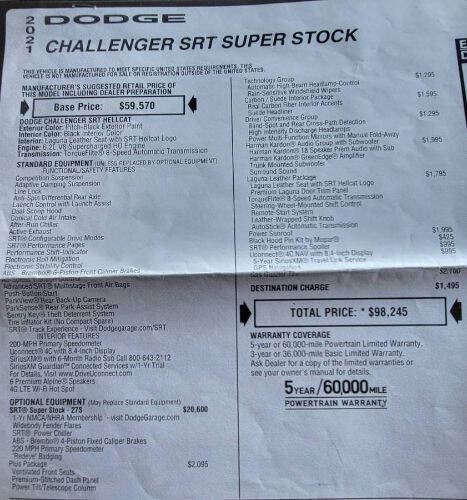 2021 DODGE
CHALLENGER SRT SUPER STOCK
THIS VEHICLE IS MANUFACTURED TO MEET SPECIFIC UNITED STATES REQUIREMENTS. THIS
VEHICLE IS NOT MANUFACTURED FOR SALE OR REGISTRATION OUTSIDE OF THE UNITED STATES.
MANUFACTURER'S SUGGESTED RETAIL PRICE OF
THIS MODEL INCLUDING DEALER PREPARATION
Base Price: $59,570
DODGE CHALLENGER SRT HELLCAT
Exterior Color: Pitch-Black Exterior Paint
Interior Color: Black Interior Color
Interior: Laguna Leather Seat with SRT Hellcat Logo
Engine: 6.2L V8 Supercharged HO Engine
Transmission: TorqueFlite® 8-Speed Automatic Transmission
STANDARD EQUIPMENT (UNLESS REPLACED BY OPTIONAL EQUIPMENT)
FUNCTIONAL/SAFETY FEATURES
Competition Suspension
Adaptive Damping Suspension
Line Lock
Anti-Spin Differential Rear Axle
Launch Control with Launch Assist
Dual Scoop Hood
Conical Cold Air Intake
After-Run Chiller
Active Exhaust
SRT® Configurable Drive Modes
SRT® Performance Pages
Performance Shift-Indicator
Electronic Roll Mitigation
Electronic Stability Control
ABS - Brembo® 4-Piston Front Caliper Brakes
Advanced SRT® Multistage Front Air Bags
Push-Button Start
ParkView® Rear Back-Up Camera
ParkSense® Rear Park Assist System
Sentry Key® Theft Deterrent System
Tire Inflator Kit (No Compact Spare)
SRT® Track Experience - Visit Dodgegarage.com/SRT
INTERIOR FEATURES
200-MPH Primary Speedometer
Uconnect® 4C with 8.4-Inch Display
SiriusXM® with 6-Month Radio Sub Call 800-643-2112
SiriusXM Guardian™ Connected Services w/1-Yr Trial
For Details, Visit www.DriveUconnect.com
6 Premium Alpine® Speakers
4G LTE Wi-Fi Hot Spot
OPTIONAL EQUIPMENT (May Replace Standard Equipment)
SRT® Super Stock - 27S $20,600
1-Yr NMCA/NHRA Membership - visit DodgeGarage.com
Widebody Fender Flares
SRT® Power Chiller
ABS - Brembo® 4-Piston Fixed Caliper Brakes
220 MPH Primary Speedometer
'Redeye' Badging
Plus Package $2,095
Ventilated Front Seats
Premium-Stitched Dash Panel
Power Tilt/Telescope Column
Technology Group $1,295
Automatic High-Beam Headlamp-Control
Rain-Sensitive Windshield Wipers
Carbon / Suede Interior Package $1,595
Real Carbon Fiber Interior Accents
Suede Headliner
Driver Convenience Group $1,295
Blind-Spot and Rear Cross-Path Detection
High Intensity Discharge Headlamps
Power Multi Function Mirrors with Manual Fold-Away
Harman Kardon® Audio Group with Subwoofer $1,995
Harman Kardon® 18 Speaker Prem Audio with Sub
Harman Kardon® GreenEdge® Amplifier
Trunk Mounted Subwoofer
Surround Sound
Laguna Leather Package $1,795
Laguna Leather Seat with SRT Hellcat Logo
Premium Laguna Door Trim Panel
TorqueFlite® 8-Speed Automatic Transmission
Steering-Wheel-Mounted Shift Control
Remote-Start System
Leather-Wrapped Shift Knob
AutoStick® Automatic Transmission
Power Sunroof $1,995
Black Hood Pin Kit by Mopar® $425
SRT® Performance Spoiler $995
Uconnect® 4C NAV with 8.4-Inch Display $995
5-Year SiriusXM® Travel Link Service
GPS Navigation
$2,100
DESTINATION CHARGE $1,495
TOTAL PRICE: * $98,245
WARRANTY COVERAGE
5-year or 60,000-mile Powertrain Limited Warranty.
3-year or 36,000-mile Basic Limited Warranty.
Ask Dealer for a copy of the limited warranties or
see your owner's manual for details.
5 YEAR / 60,000 MILE
POWERTRAIN WARRANTY